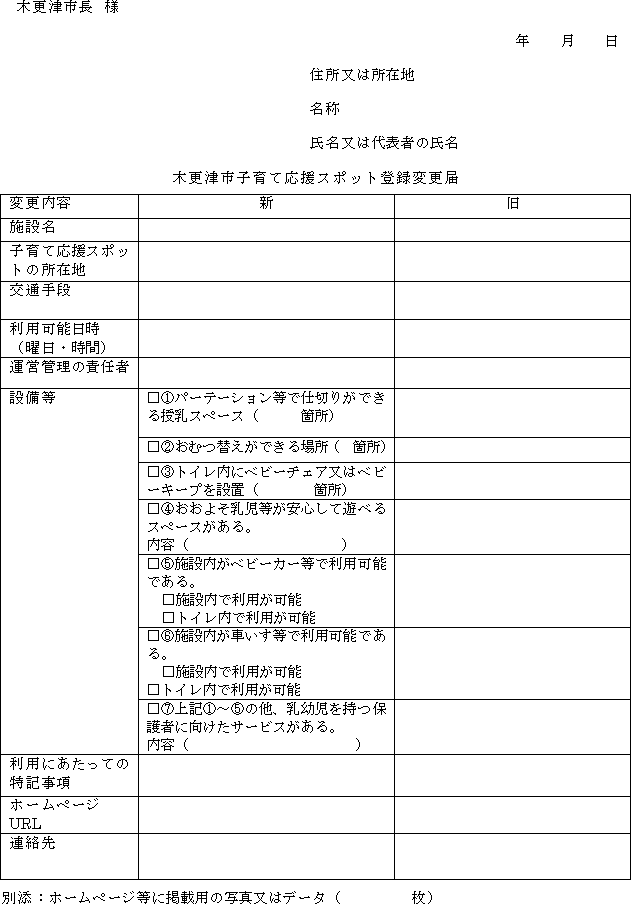 木更津市長 様
年　　月　　日
住所又は所在地
名称
氏名又は代表者の氏名
木更津市子育て応援スポット登録変更届
変更内容　新　旧
施設名
子育て応援スポッ
トの所在地
交通手段
利用可能日時
（曜日・時間）
運営管理の責任者
設備等
□①パーテーション等で仕切りができ
る授乳スペース（　　　箇所）
□②おむつ替えができる場所（　箇所）
□③トイレ内にベビーチェア又はベビ
ーキープを設置（　　　　箇所）
□④おおよそ乳児等が安心して遊べる
スペースがある。
内容（　　　　　　　　　　　）
□⑤施設内がベビーカー等で利用可能
である。
□施設内で利用が可能
□トイレ内で利用が可能
□⑥施設内が車いす等で利用可能であ
る。
□施設内で利用が可能
□トイレ内で利用が可能
□⑦上記①～⑤の他、乳幼児を持つ保
護者に向けたサービスがある。
内容（　　　　　　　　　　　　）
利用にあたっての
特記事項
ホームページ
URL
連絡先
別添：ホームページ等に掲載用の写真又はデータ（　　　　　枚）